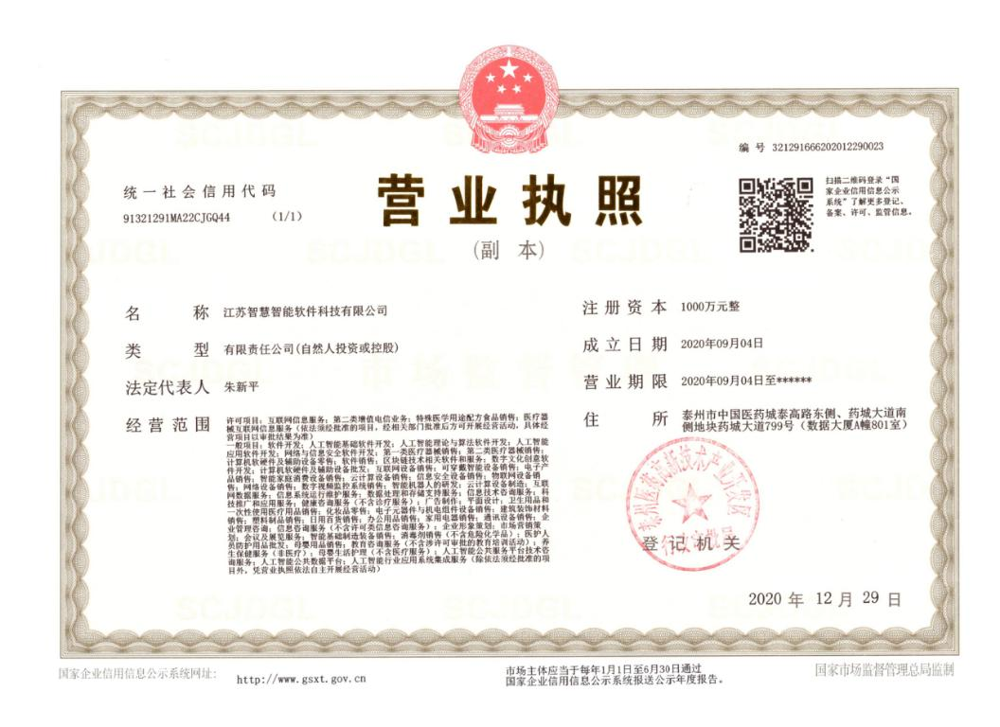 编 号 321291666202012290023
统一社会信用代码
91321291MA22CJGQ44 (1/1)
营业执照
(副 本)
扫描二维码登录“国
家企业信用信息公示
系统”了解更多登记、
备案、许可、监管信息。
名 称 江苏智慧智能软件科技有限公司
类 型 有限责任公司(自然人投资或控股)
法定代表人 朱新平
经营范围
许可项目：互联网信息服务；第二类增值电信业务；特殊医学用途配方食品销售；医疗器
械互联网信息服务（依法须经批准的项目，经相关部门批准后方可开展经营活动，具体经
营项目以审批结果为准）
一般项目：软件开发；人工智能基础软件开发；人工智能理论与算法软件开发；人工智能
应用软件开发；网络与信息安全软件开发；第一类医疗器械销售；第二类医疗器械销售；
计算机软硬件及辅助设备零售；软件销售；区块链技术相关软件和服务；数字文化创意软
件开发；计算机软硬件及辅助设备批发；互联网设备销售；可穿戴智能设备销售；电子产
品销售；智能家庭消费设备销售；云计算设备销售；信息安全设备销售；物联网设备销
售；网络设备销售；数字视频监控系统销售；智能机器人的研发；云计算设备制造；互联
网数据服务；信息系统运行维护服务；数据处理和存储支持服务；信息技术咨询服务；科
技推广和应用服务；健康咨询服务（不含诊疗服务）；广告制作；平面设计；卫生用品和
一次性使用医疗用品销售；化妆品零售；电子元器件与机电组件设备销售；建筑装饰材料
销售；塑料制品销售；日用百货销售；办公用品销售；家用电器销售；通讯设备销售；企
业管理咨询；信息咨询服务（不含许可类信息咨询服务）；企业形象策划；市场营销策
划；会议及展览服务；智能基础制造装备销售；消毒剂销售（不含危险化学品）；医护人
员防护用品批发；母婴用品销售；教育咨询服务（不含涉许可审批的教育培训活动）；养
生保健服务（非医疗）；母婴生活护理（不含医疗服务）；人工智能公共服务平台技术咨
询服务；人工智能公共数据平台；人工智能行业应用系统集成服务（除依法须经批准的项
目外，凭营业执照依法自主开展经营活动）
注册资本 1000万元整
成立日期 2020年09月04日
营业期限 2020年09月04日至******
住 所 泰州市中国医药城泰高路东侧、药城大道南
侧地块药城大道799号（数据大厦A幢801室）
登记机关
2020 年 12 月 29 日
国家企业信用信息公示系统网址： http://www.gsxt.gov.cn
市场主体应当于每年1月1日至6月30日通过
国家企业信用信息公示系统报送公示年度报告。
国家市场监督管理总局监制